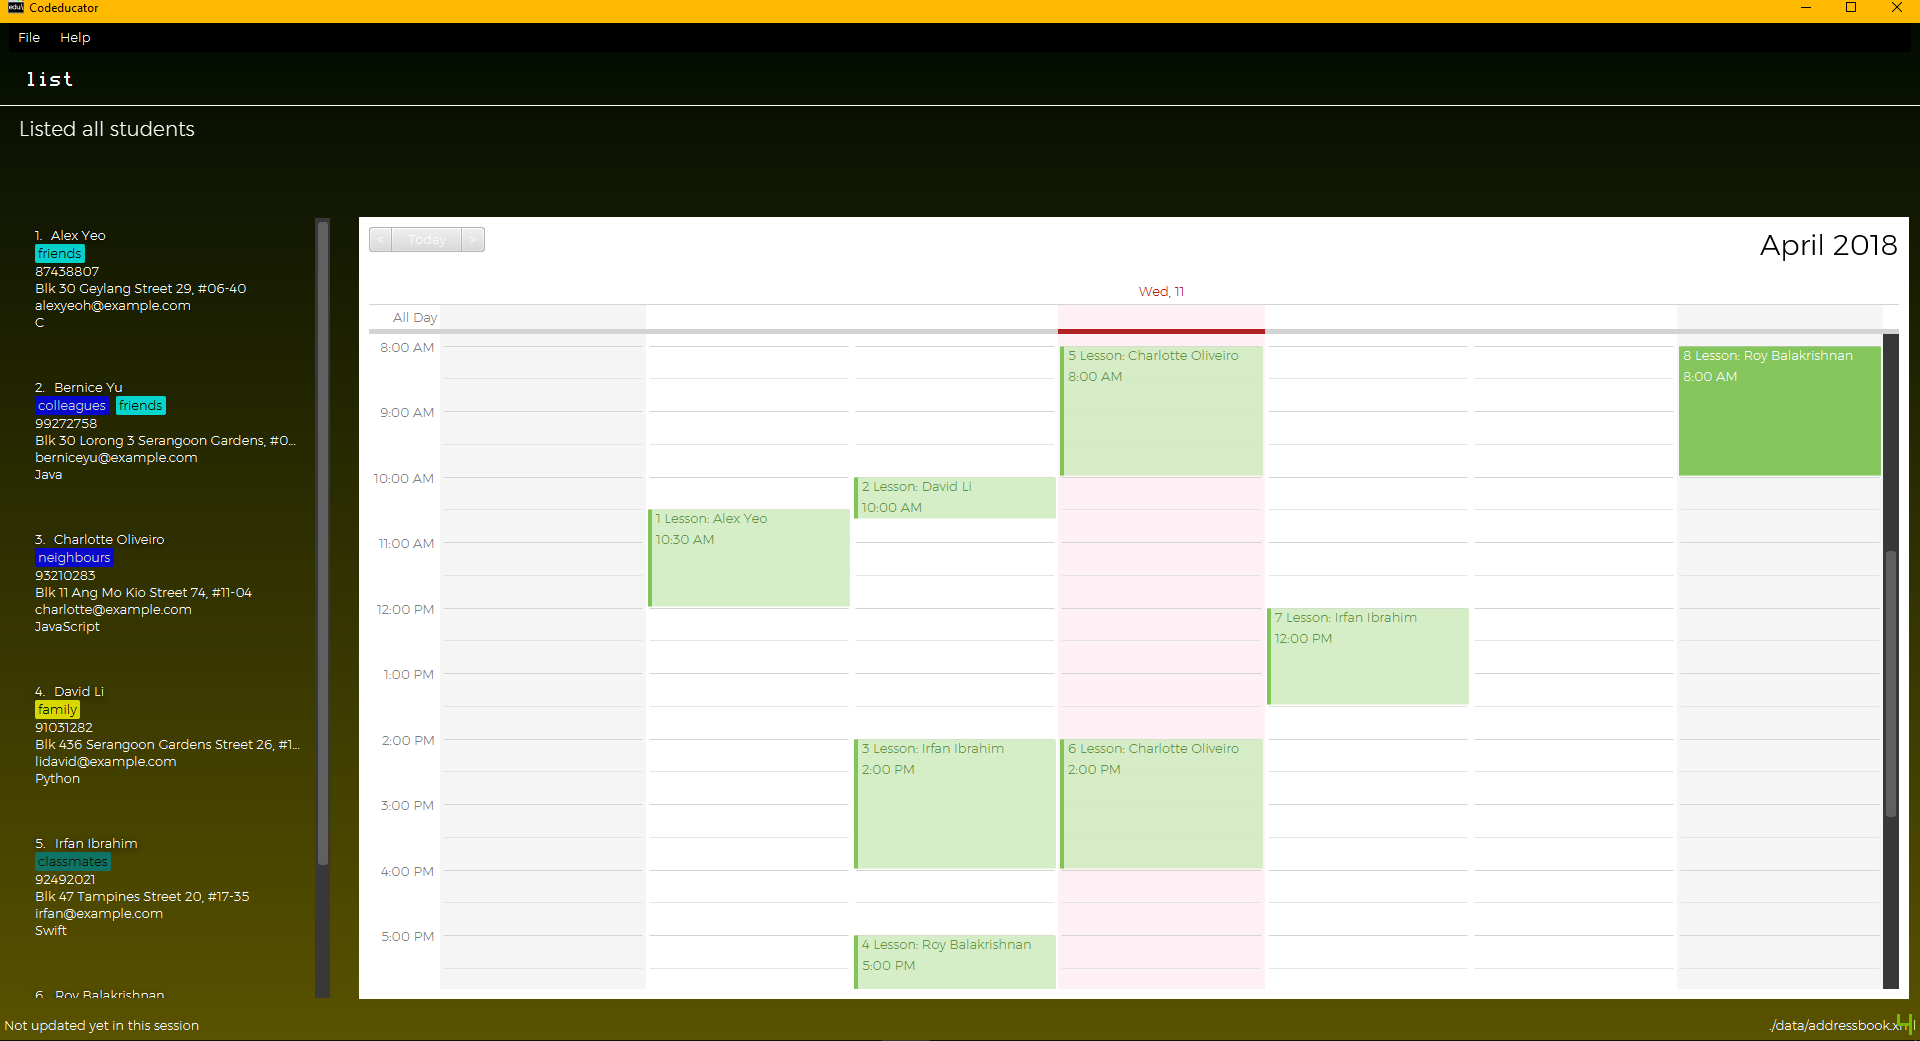 edu\
Codeducator
File Help
list
Listed all students
1. Alex Yeo
friends
87438807
Blk 30 Geylang Street 29, #06-40
alexyeoh@example.com
C
2. Bernice Yu
colleagues friends
99272758
Blk 30 Lorong 3 Serangoon Gardens, #0...
berniceyu@example.com
Java
3. Charlotte Oliveiro
neighbours
93210283
Blk 11 Ang Mo Kio Street 74, #11-04
charlotte@example.com
JavaScript
4. David Li
family
91031282
Blk 436 Serangoon Gardens Street 26, #1...
lidavid@example.com
Python
5. Irfan Ibrahim
classmates
92492021
Blk 47 Tampines Street 20, #17-35
irfan@example.com
Swift
6. Roy Balakrishnan
< Today >
April 2018
Wed, 11
All Day
8:00 AM
9:00 AM
10:00 AM
11:00 AM
12:00 PM
1:00 PM
2:00 PM
3:00 PM
4:00 PM
5:00 PM
1 Lesson: Alex Yeo
10:30 AM
2 Lesson: David Li
10:00 AM
3 Lesson: Irfan Ibrahim
2:00 PM
4 Lesson: Roy Balakrishnan
5:00 PM
5 Lesson: Charlotte Oliveiro
8:00 AM
6 Lesson: Charlotte Oliveiro
2:00 PM
7 Lesson: Irfan Ibrahim
12:00 PM
8 Lesson: Roy Balakrishnan
8:00 AM
Not updated yet in this session
./data/addressbook.xml
4